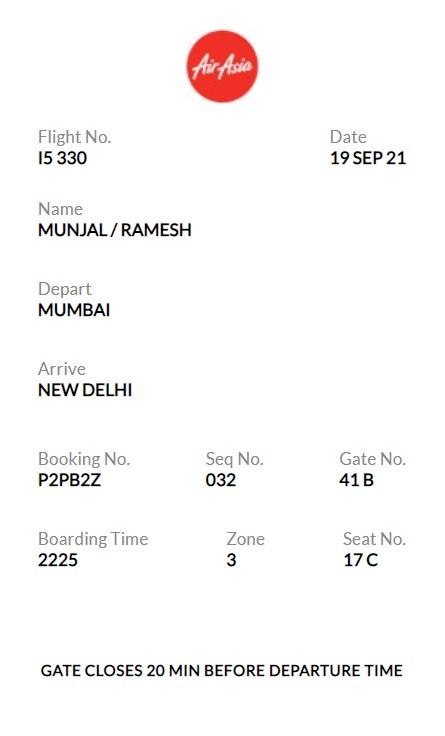 AirAsia
Flight No. Date
I5 330 19 SEP 21
Name
MUNJAL / RAMESH
Depart
MUMBAI
Arrive
NEW DELHI
Booking No. Seq No. Gate No.
P2PB2Z 032 41 B
Boarding Time Zone Seat No.
2225 3 17 C
GATE CLOSES 20 MIN BEFORE DEPARTURE TIME